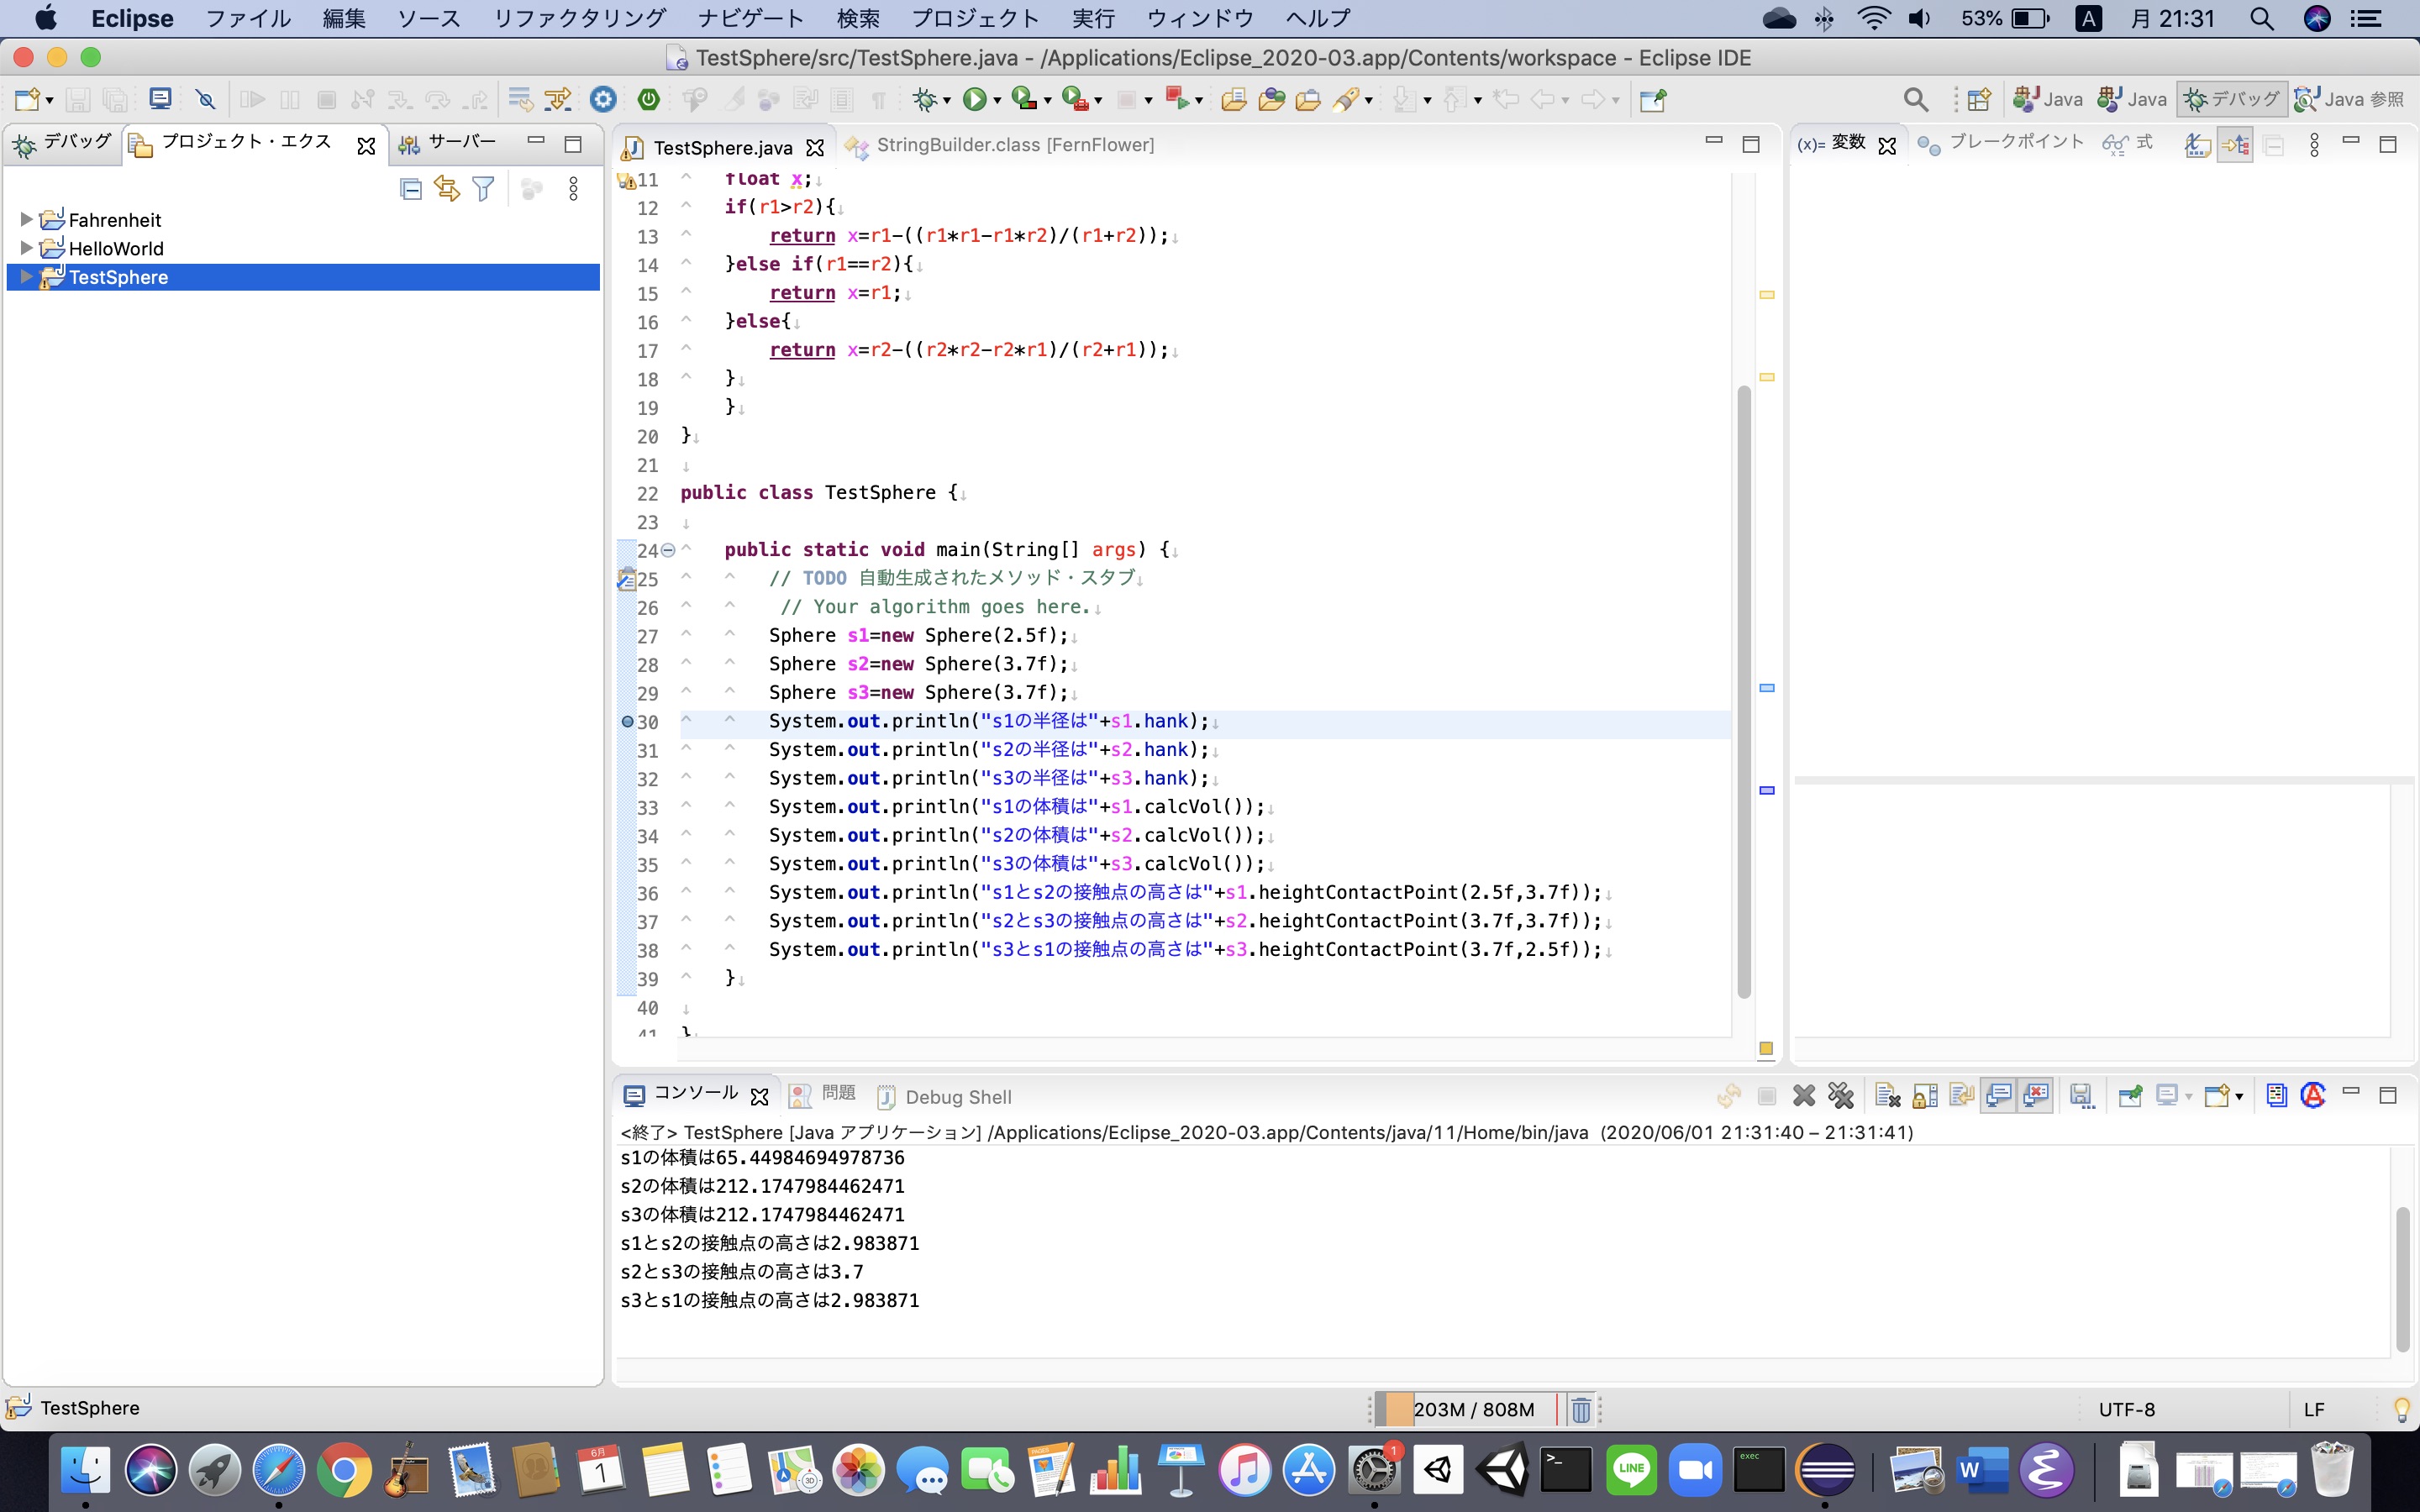 Eclipse ファイル 編集 ソース リファクタリング ナビゲート 検索 プロジェクト 実行 ウィンドウ ヘルプ 53% A 月 21:31
TestSphere/src/TestSphere.java - /Applications/Eclipse_2020-03.app/Contents/workspace - Eclipse IDE
Java Java デバッグ Java 参照
デバッグ プロジェクト・エクス サーバー
Fahrenheit
HelloWorld
TestSphere
TestSphere.java StringBuilder.class [FernFlower]
11 float x;
12 if(r1>r2){
13 return x=r1-((r1*r1-r1*r2)/(r1+r2));
14 }else if(r1==r2){
15 return x=r1;
16 }else{
17 return x=r2-((r2*r2-r2*r1)/(r2+r1));
18 }
19 }
20 }
21
22 public class TestSphere {
23
24 public static void main(String[] args) {
25 // TODO 自動生成されたメソッド・スタブ
26 // Your algorithm goes here.
27 Sphere s1=new Sphere(2.5f);
28 Sphere s2=new Sphere(3.7f);
29 Sphere s3=new Sphere(3.7f);
30 System.out.println("s1の半径は"+s1.hank);
31 System.out.println("s2の半径は"+s2.hank);
32 System.out.println("s3の半径は"+s3.hank);
33 System.out.println("s1の体積は"+s1.calcVol());
34 System.out.println("s2の体積は"+s2.calcVol());
35 System.out.println("s3の体積は"+s3.calcVol());
36 System.out.println("s1とs2の接触点の高さは"+s1.heightContactPoint(2.5f,3.7f));
37 System.out.println("s2とs3の接触点の高さは"+s2.heightContactPoint(3.7f,3.7f));
38 System.out.println("s3とs1の接触点の高さは"+s3.heightContactPoint(3.7f,2.5f));
39 }
40
41 }
(x)= 変数 ブレークポイント 式
コンソール 問題 Debug Shell
<終了> TestSphere [Java アプリケーション] /Applications/Eclipse_2020-03.app/Contents/java/11/Home/bin/java (2020/06/01 21:31:40 – 21:31:41)
s1の体積は65.44984694978736
s2の体積は212.1747984462471
s3の体積は212.1747984462471
s1とs2の接触点の高さは2.983871
s2とs3の接触点の高さは3.7
s3とs1の接触点の高さは2.983871
TestSphere 203M / 808M UTF-8 LF
6月 1 3D PAGES 1 >_ LINE exec W